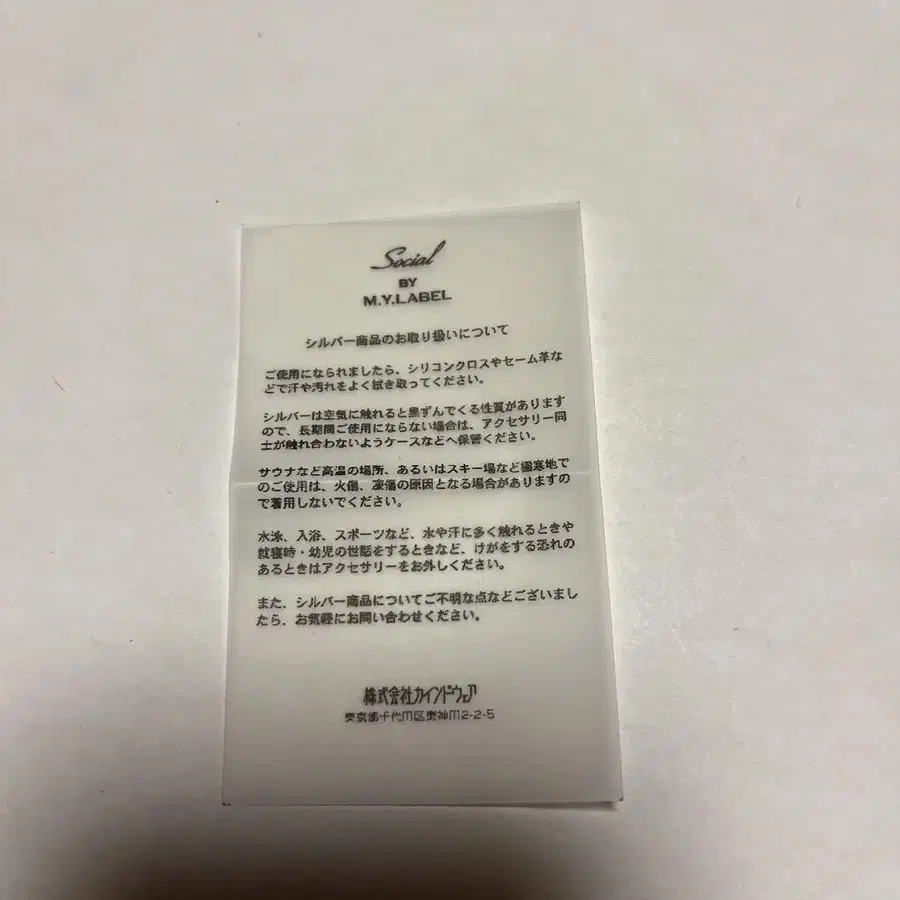 Social
BY
M.Y.LABEL
シルバー商品のお取り扱いについて
ご使用になられましたら、シリコンクロスやセーム革な
どで汗や汚れをよく拭き取ってください。
シルバーは空気に触れると黒ずんでくる性質があります
ので、長期間ご使用にならない場合は、アクセサリー同
士が触れ合わないようケースなどへ保管ください。
サウナなど高温の場所、あるいはスキー場など極寒地で
のご使用は、火傷、凍傷の原因となる場合がありますの
で着用しないでください。
水泳、入浴、スポーツなど、水や汗に多く触れるときや
就寝時・幼児の世話をするときなど、けがをする恐れの
あるときはアクセサリーをお外しください。
また、シルバー商品についてご不明な点などございまし
たら、お気軽にお問い合わせください。
株式会社カインドウェア
東京都千代田区東神田2-2-5